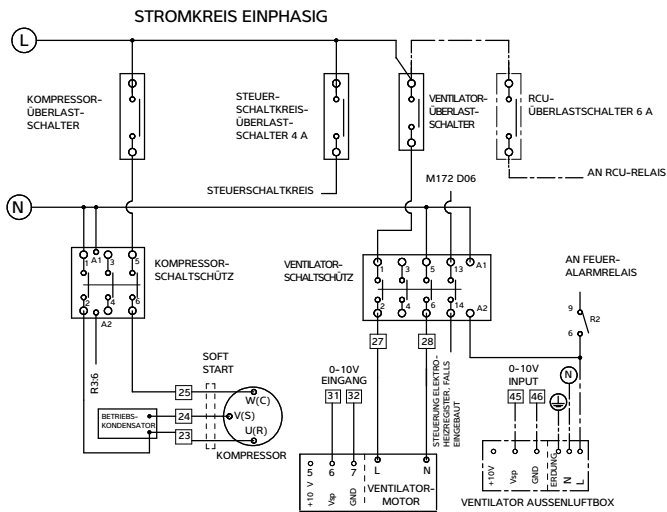 STROMKREIS EINPHASIG
L
KOMPRESSOR-
ÜBERLAST-
SCHALTER
STEUER-
SCHALTKREIS-
ÜBERLAST-
SCHALTER 4 A
VENTILATOR-
ÜBERLAST-
SCHALTER
RCU-
ÜBERLASTSCHALTER 6 A
AN RCU-RELAIS
M172 D06
STEUERSCHALTKREIS
N
1 A1 3 5
2 4 6
A2
KOMPRESSOR-
SCHALTSCHÜTZ
VENTILATOR-
SCHALTSCHÜTZ
1 3 5 13 A1
2 4 6 14 A2
AN FEUER-
ALARMRELAIS
9
R2
6
R3:6
SOFT
START
25
24
23
W(C)
V(S)
U(R)
KOMPRESSOR
BETRIEBS-
KONDENSATOR
0-10V
EINGANG
31 32
27
28
STEUERUNG ELEKTRO-
HEIZREGISTER, FALLS
EINGEBAUT
5 6 7 L N
+10 V Vsp GND
VENTILATOR-
MOTOR
0-10V
INPUT
45 46
N
+10V Vsp GND ERDUNG N L
VENTILATOR AUSSENLUFTBOX